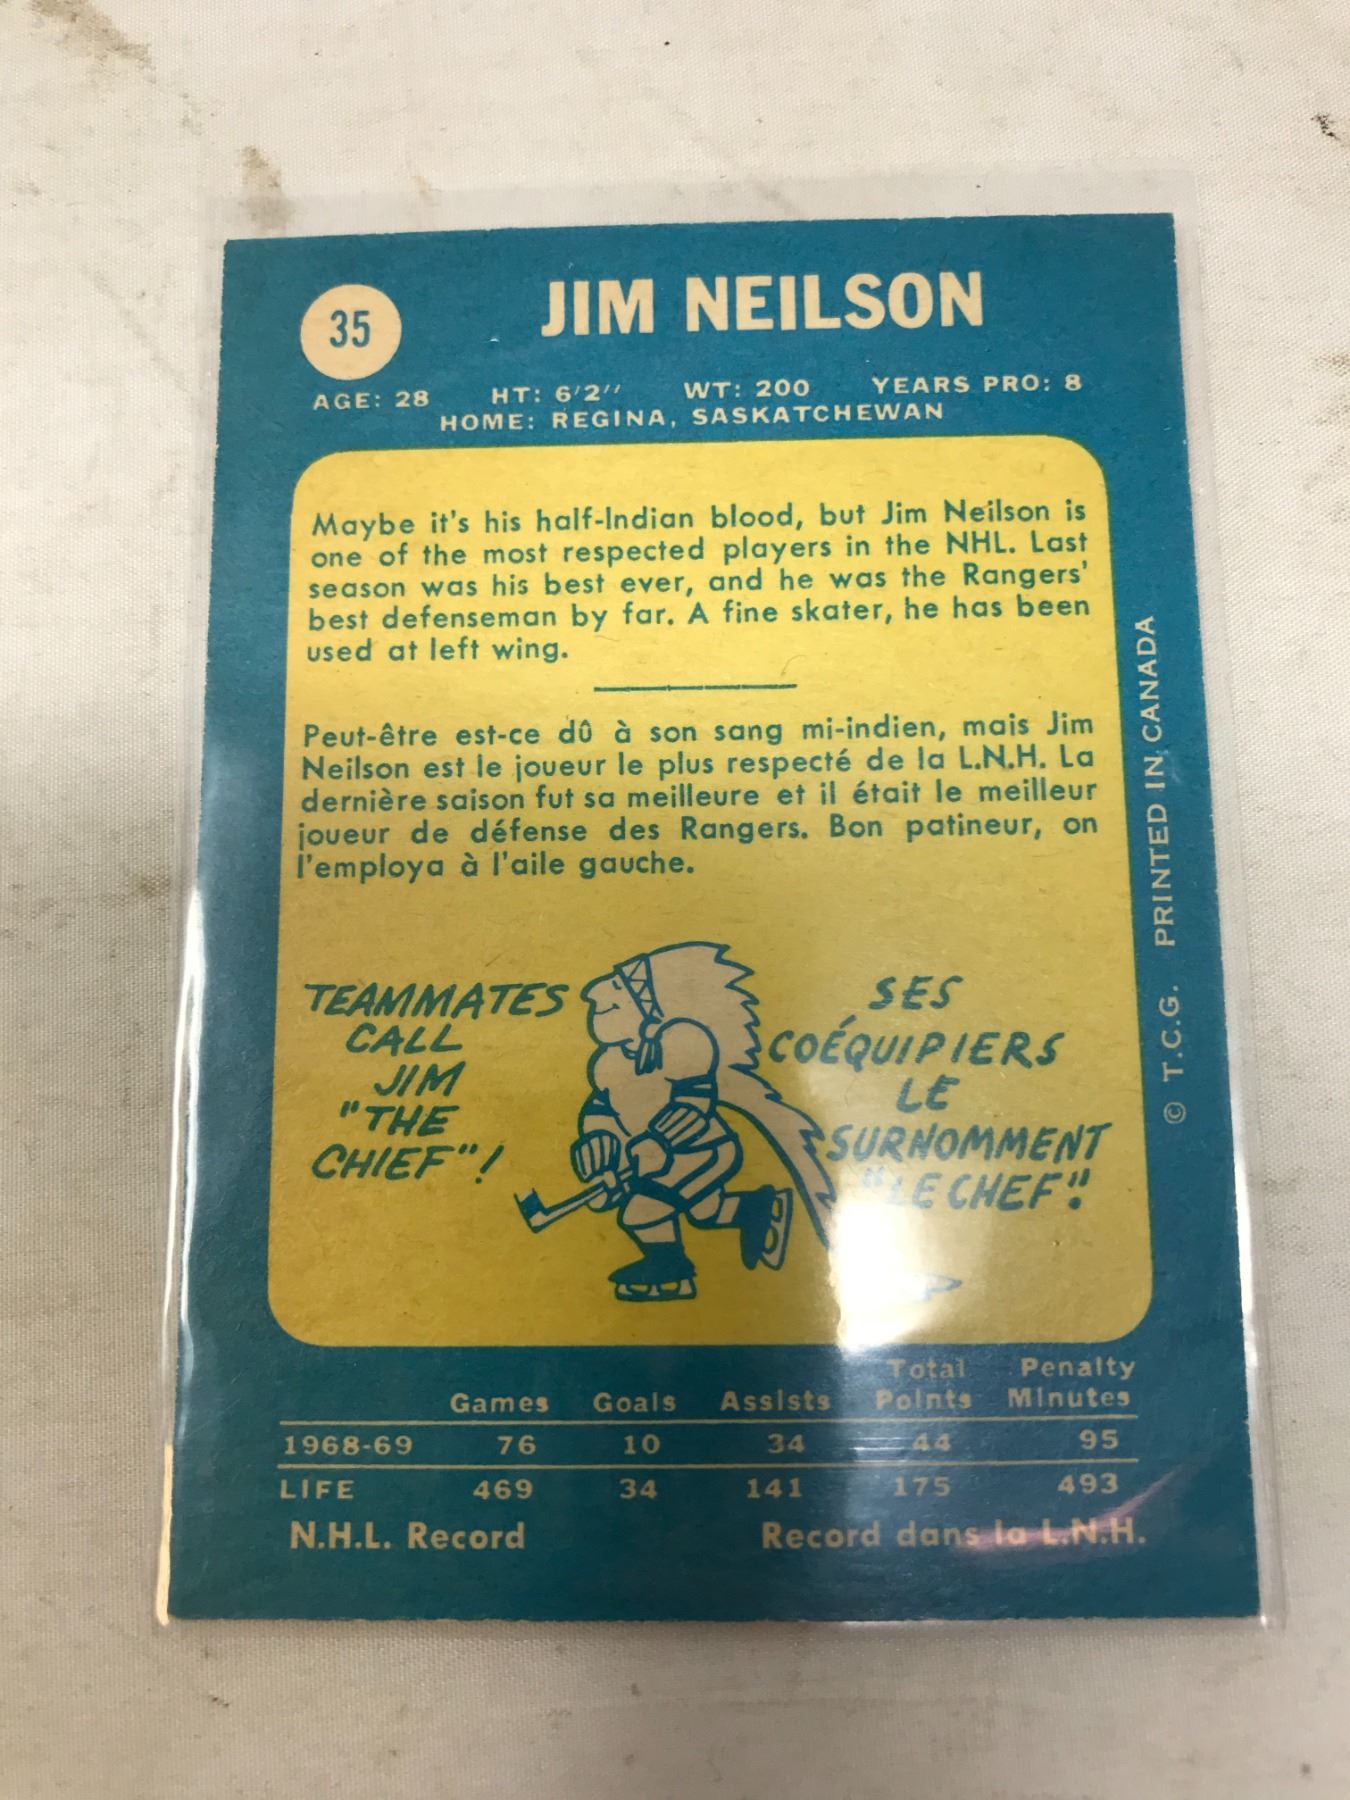 35
JIM NEILSON
AGE: 28 HT: 6'2'' WT: 200 YEARS PRO: 8
HOME: REGINA, SASKATCHEWAN
Maybe it's his half-Indian blood, but Jim Neilson is
one of the most respected players in the NHL. Last
season was his best ever, and he was the Rangers'
best defenseman by far. A fine skater, he has been
used at left wing.
Peut-être est-ce dû à son sang mi-indien, mais Jim
Neilson est le joueur le plus respecté de la L.N.H. La
dernière saison fut sa meilleure et il était le meilleur
joueur de défense des Rangers. Bon patineur, on
l'employa à l'aile gauche.
TEAMMATES
CALL
JIM
"THE
CHIEF"!
SES
COÉQUIPIERS
LE
SURNOMMENT
"LE CHEF".
© T.C.G. PRINTED IN CANADA
Games Goals Assists Total Points Penalty Minutes
1968-69 76 10 34 44 95
LIFE 469 34 141 175 493
N.H.L. Record Record dans la L.N.H.